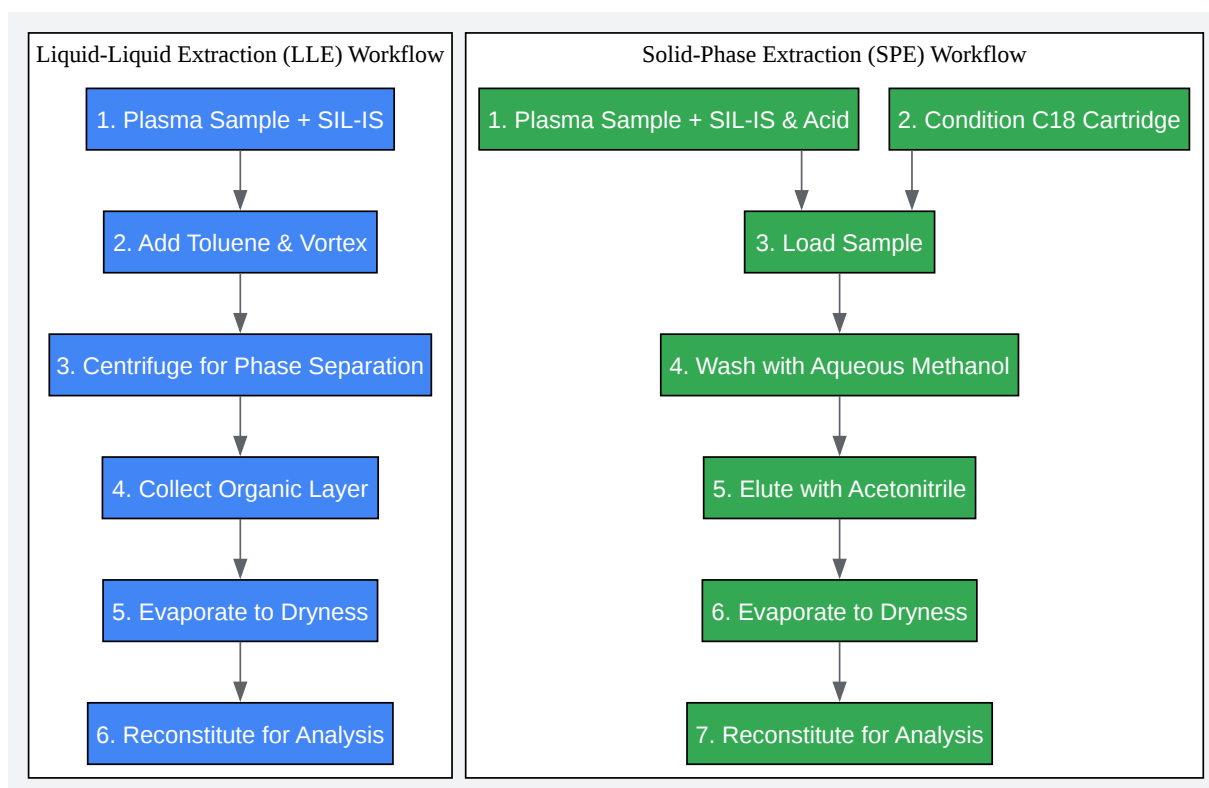 Liquid-Liquid Extraction (LLE) Workflow
1. Plasma Sample + SIL-IS
2. Add Toluene & Vortex
3. Centrifuge for Phase Separation
4. Collect Organic Layer
5. Evaporate to Dryness
6. Reconstitute for Analysis
Solid-Phase Extraction (SPE) Workflow
1. Plasma Sample + SIL-IS & Acid
2. Condition C18 Cartridge
3. Load Sample
4. Wash with Aqueous Methanol
5. Elute with Acetonitrile
6. Evaporate to Dryness
7. Reconstitute for Analysis